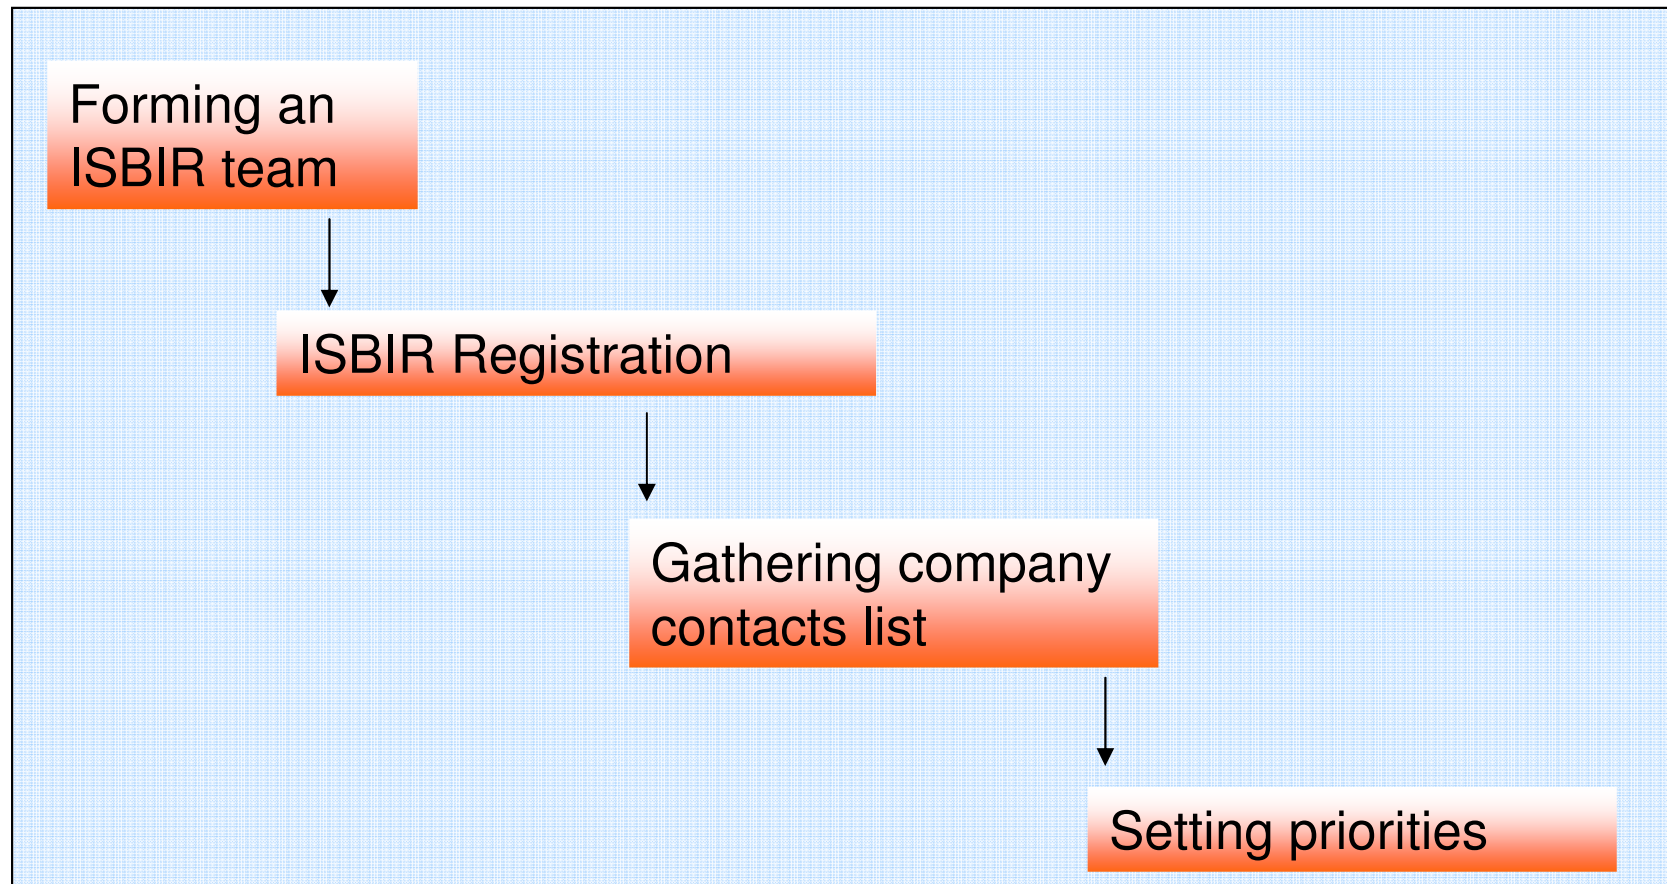 Forming an
ISBIR team
ISBIR Registration
Gathering company
contacts list
Setting priorities